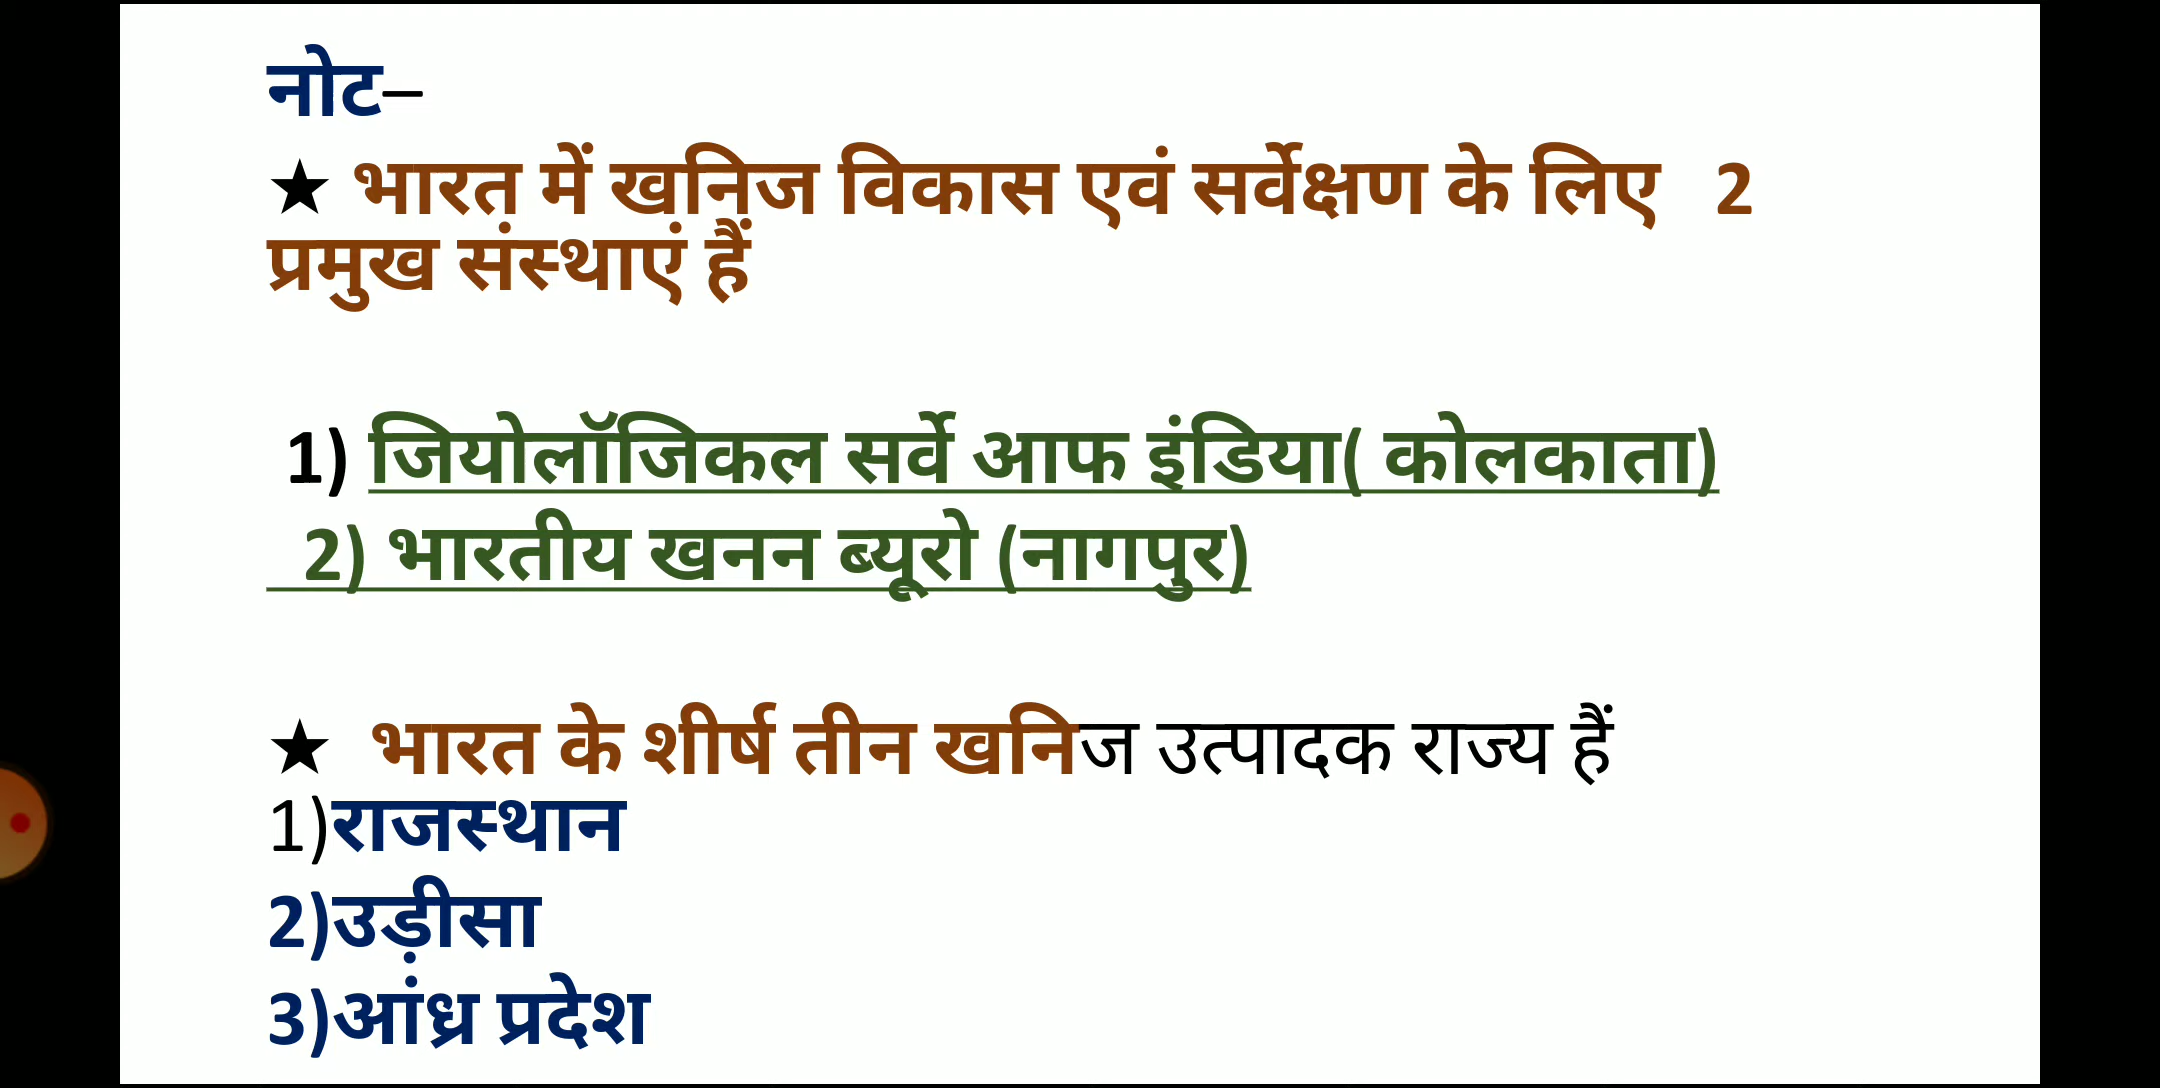 नोट–
★ भारत में खनिज विकास एवं सर्वेक्षण के लिए 2
प्रमुख संस्थाएं हैं
1) जियोलॉजिकल सर्वे आफ इंडिया( कोलकाता)
2) भारतीय खनन ब्यूरो (नागपुर)
★ भारत के शीर्ष तीन खनिज उत्पादक राज्य हैं
1)राजस्थान
2)उड़ीसा
3)आंध्र प्रदेश